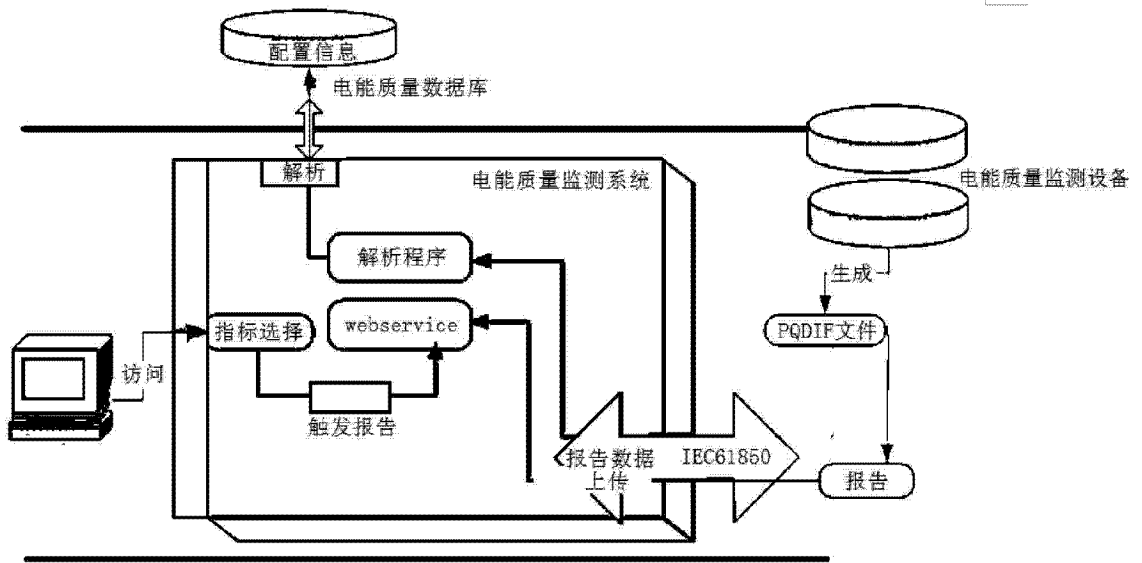 配置信息
电能质量数据库
解析
电能质量监测系统
电能质量监测设备
解析程序
生成
指标选择
webservice
PQDIF文件
访问
触发报告
报告数据
上传
IEC61850
报告